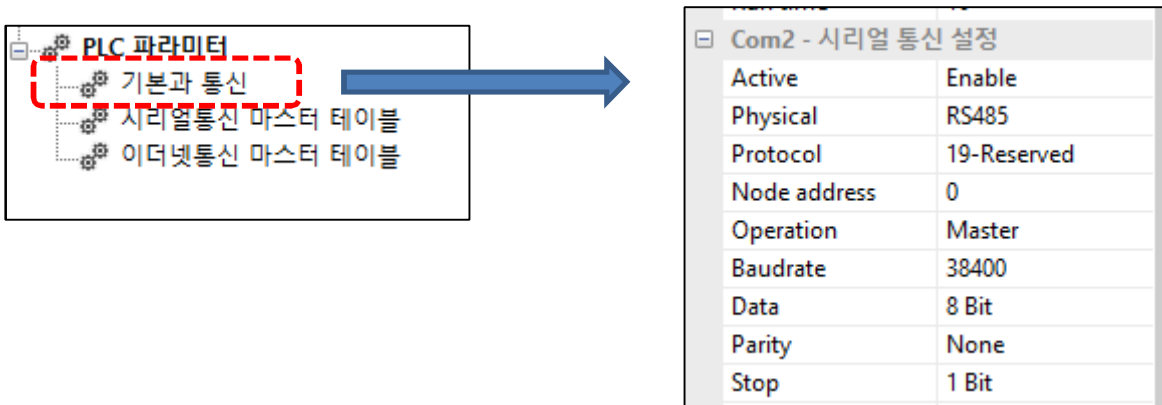 PLC 파라미터
기본과 통신
시리얼통신 마스터 테이블
이더넷통신 마스터 테이블
Com2 - 시리얼 통신 설정
Active Enable
Physical RS485
Protocol 19-Reserved
Node address 0
Operation Master
Baudrate 38400
Data 8 Bit
Parity None
Stop 1 Bit